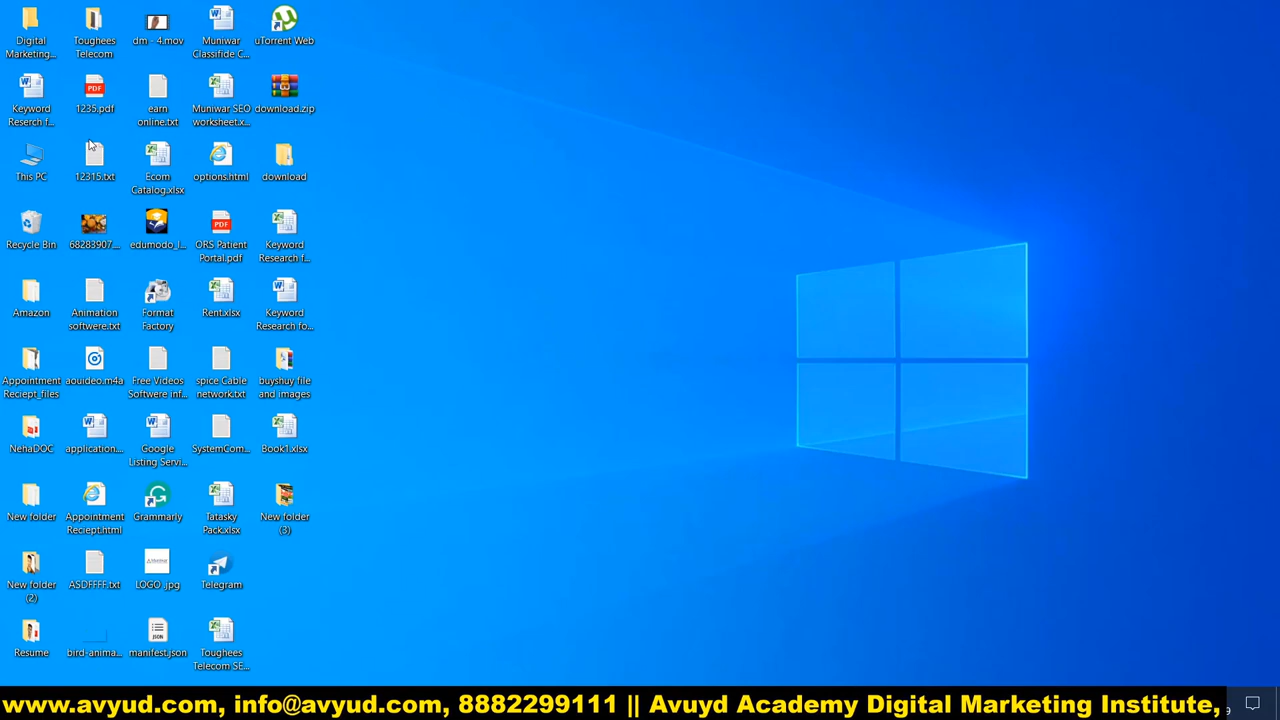 Digital
Marketing...
Toughees
Telecom
dm - 4.mov
Muniwar
Classifide C...
uTorrent Web
Keyword
Reserch f...
1235.pdf
earn
online.txt
Muniwar SEO
worksheet.x...
download.zip
This PC
12315.txt
Ecom
Catalog.xlsx
options.html
download
Recycle Bin
68283907_...
edumodo_l...
ORS Patient
Portal.pdf
Keyword
Research f...
Amazon
Animation
softwere.txt
Format
Factory
Rent.xlsx
Keyword
Research fo...
Appointment
Reciept_files
aouideo.m4a
Free Videos
Softwere inf...
spice Cable
network.txt
buyshuy file
and images
NehaDOC
application...
Google
Listing Servi...
SystemCom...
Book1.xlsx
New folder
Appointment
Reciept.html
Grammarly
Tatasky
Pack.xlsx
New folder
(3)
New folder
(2)
ASDFFFF.txt
LOGO .jpg
Telegram
Resume
bird-anima...
manifest.json
Toughees
Telecom SE...
www.avyud.com, info@avyud.com, 8882299111 || Avuyd Academy Digital Marketing Institute,